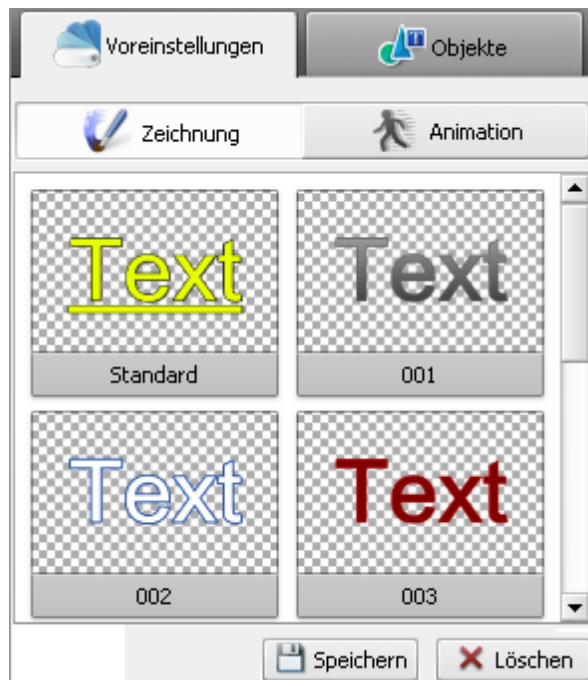 Voreinstellungen Objekte
Zeichnung Animation
Text Text
Standard 001
Text Text
002 003
Speichern Löschen